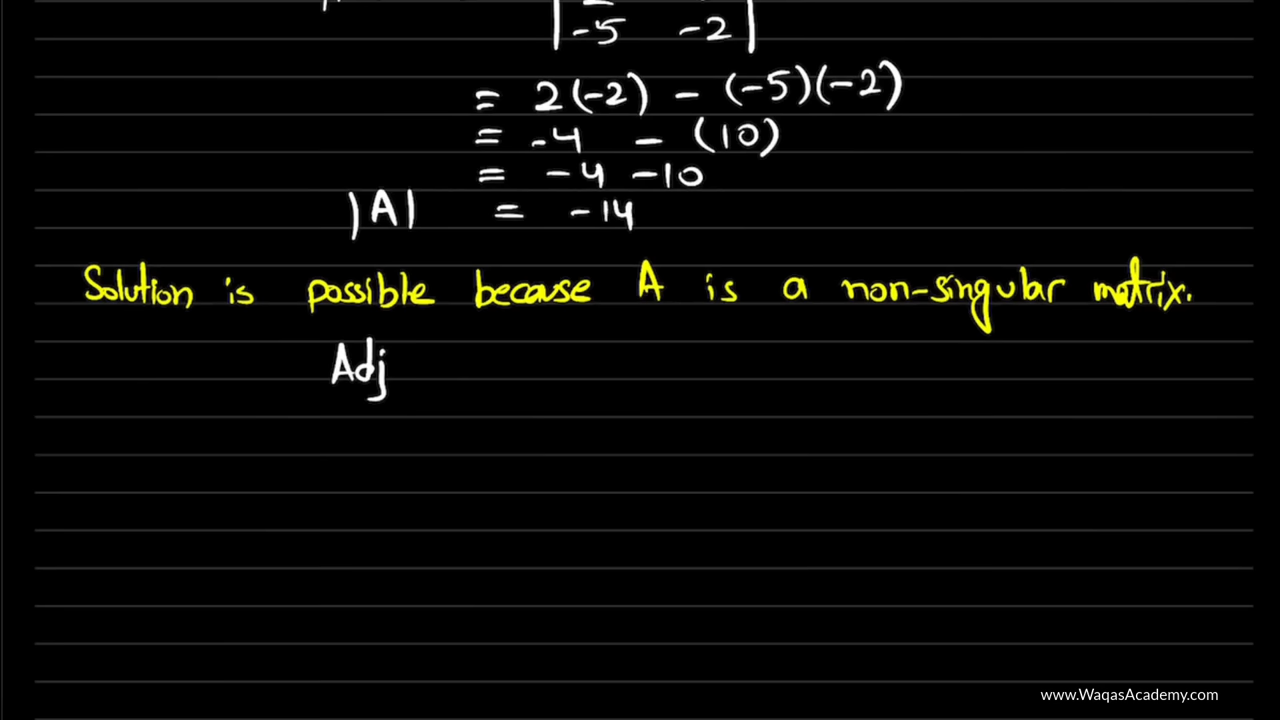 |-5 -2|
= 2(-2) - (-5)(-2)
= -4 - (10)
= -4 -10
|A| = -14
Solution is possible because A is a non-singular matrix.
Adj
www.WaqasAcademy.com